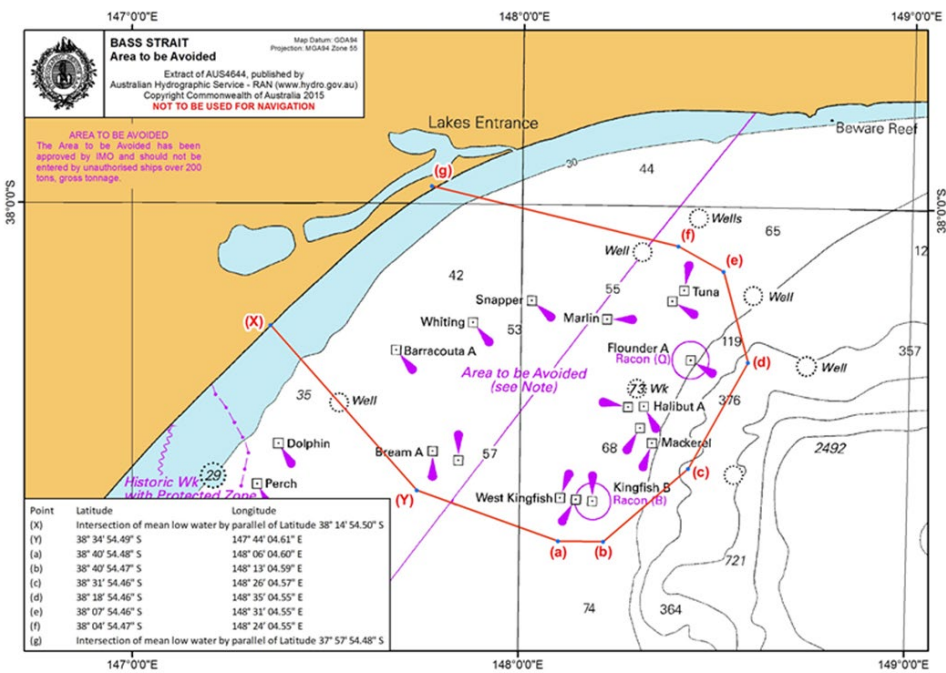 147°0'0"E 148°0'0"E 149°0'0"E
BASS STRAIT
Area to be Avoided
Map Datum: GDA94
Projection: MGA94 Zone 55
Extract of AUS4644, published by
Australian Hydrographic Service - RAN (www.hydro.gov.au)
Copyright Commonwealth of Australia 2015
NOT TO BE USED FOR NAVIGATION
AREA TO BE AVOIDED
The Area to be Avoided has been
approved by IMO and should not be
entered by unauthorised ships over 200
tons, gross tonnage.
Lakes Entrance
Beware Reef
30
44
(g)
38°0'0"S
38°0'0"S
Wells
65
(f)
Well
12
(e)
42
55
Tuna
Well
Snapper
Marlin
(X)
Whiting
53
119
Flounder A
Racon (Q)
357
Barracouta A
(d)
Well
Area to be Avoided
(see Note)
73 Wk
35
Well
376
Halibut A
Dolphin
68
Mackerel
2492
Bream A
57
29
(c)
Historic Wk
with Protected Zone
Perch
(Y)
West Kingfish
Kingfish B
Racon (B)
(a)
(b)
721
74
364
Point Latitude Longitude
(X) Intersection of mean low water by parallel of Latitude 38° 14' 54.50" S
(Y) 38° 34' 54.49" S 147° 44' 04.61" E
(a) 38° 40' 54.48" S 148° 06' 04.60" E
(b) 38° 40' 54.47" S 148° 13' 04.59" E
(c) 38° 31' 54.46" S 148° 26' 04.57" E
(d) 38° 18' 54.46" S 148° 35' 04.55" E
(e) 38° 07' 54.46" S 148° 31' 04.55" E
(f) 38° 04' 54.47" S 148° 24' 04.55" E
(g) Intersection of mean low water by parallel of Latitude 37° 57' 54.48" S
147°0'0"E 148°0'0"E 149°0'0"E